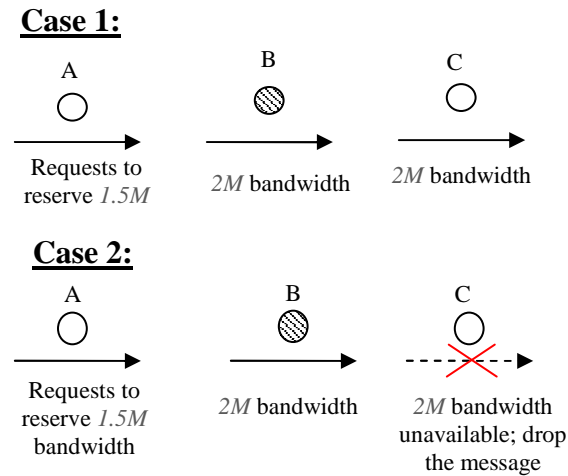 Case 1:
A B C
Requests to
reserve 1.5M
2M bandwidth
2M bandwidth
Case 2:
A B C
Requests to
reserve 1.5M
bandwidth
2M bandwidth
2M bandwidth
unavailable; drop
the message